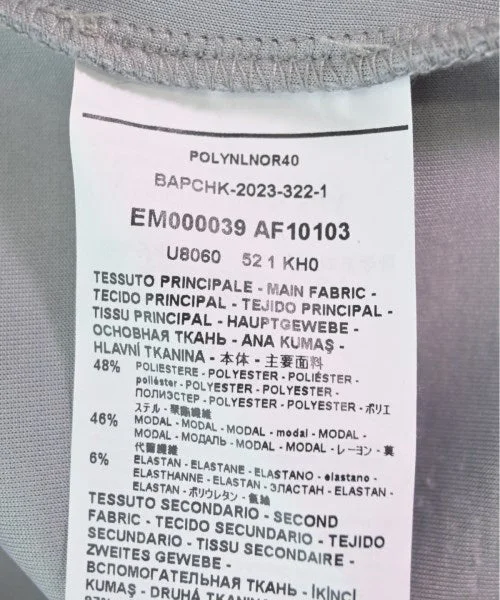 POLYNLNOR40
BAPCHK-2023-322-1
EM000039 AF10103
U8060 52 1 KH0
TESSUTO PRINCIPALE - MAIN FABRIC -
TECIDO PRINCIPAL - TEJIDO PRINCIPAL -
TISSU PRINCIPAL - HAUPTGEWEBE -
ОСНОВНАЯ ТКАНЬ - ANA KUMAŞ -
HLAVNÍ TKANINA - 本体 - 主要面料
48% POLIESTERE - POLYESTER - POLIÉSTER -
poliéster - POLYESTER - POLYESTER -
ПОЛИЭСТЕР - POLYESTER - POLYESTER - ポリエ
ステル - 聚酯纖維
46% MODAL - MODAL - MODAL - modal - MODAL -
MODAL - МОДАЛЬ - MODAL - MODAL - レーヨン - 莫
代爾纖維
6% ELASTAN - ELASTANE - ELASTANO - elastano -
ELASTHANNE - ELASTAN - ЭЛАСТАН - ELASTAN -
ELASTAN - ポリウレタン - 氨綸
TESSUTO SECONDARIO - SECOND
FABRIC - TECIDO SECUNDARIO - TEJIDO
SECUNDARIO - TISSU SECONDAIRE -
ZWEITES GEWEBE -
ВСПОМОГАТЕЛЬНАЯ ТКАНЬ - İKİNCİ
KUMAŞ - DRUHÁ TKANINA